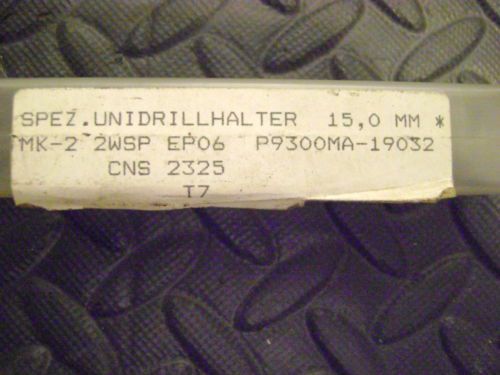 SPEZ.UNIDRILLHALTER 15,0 MM *
MK-2 2WSP EP06 P9300MA-19032
CNS 2325
T7